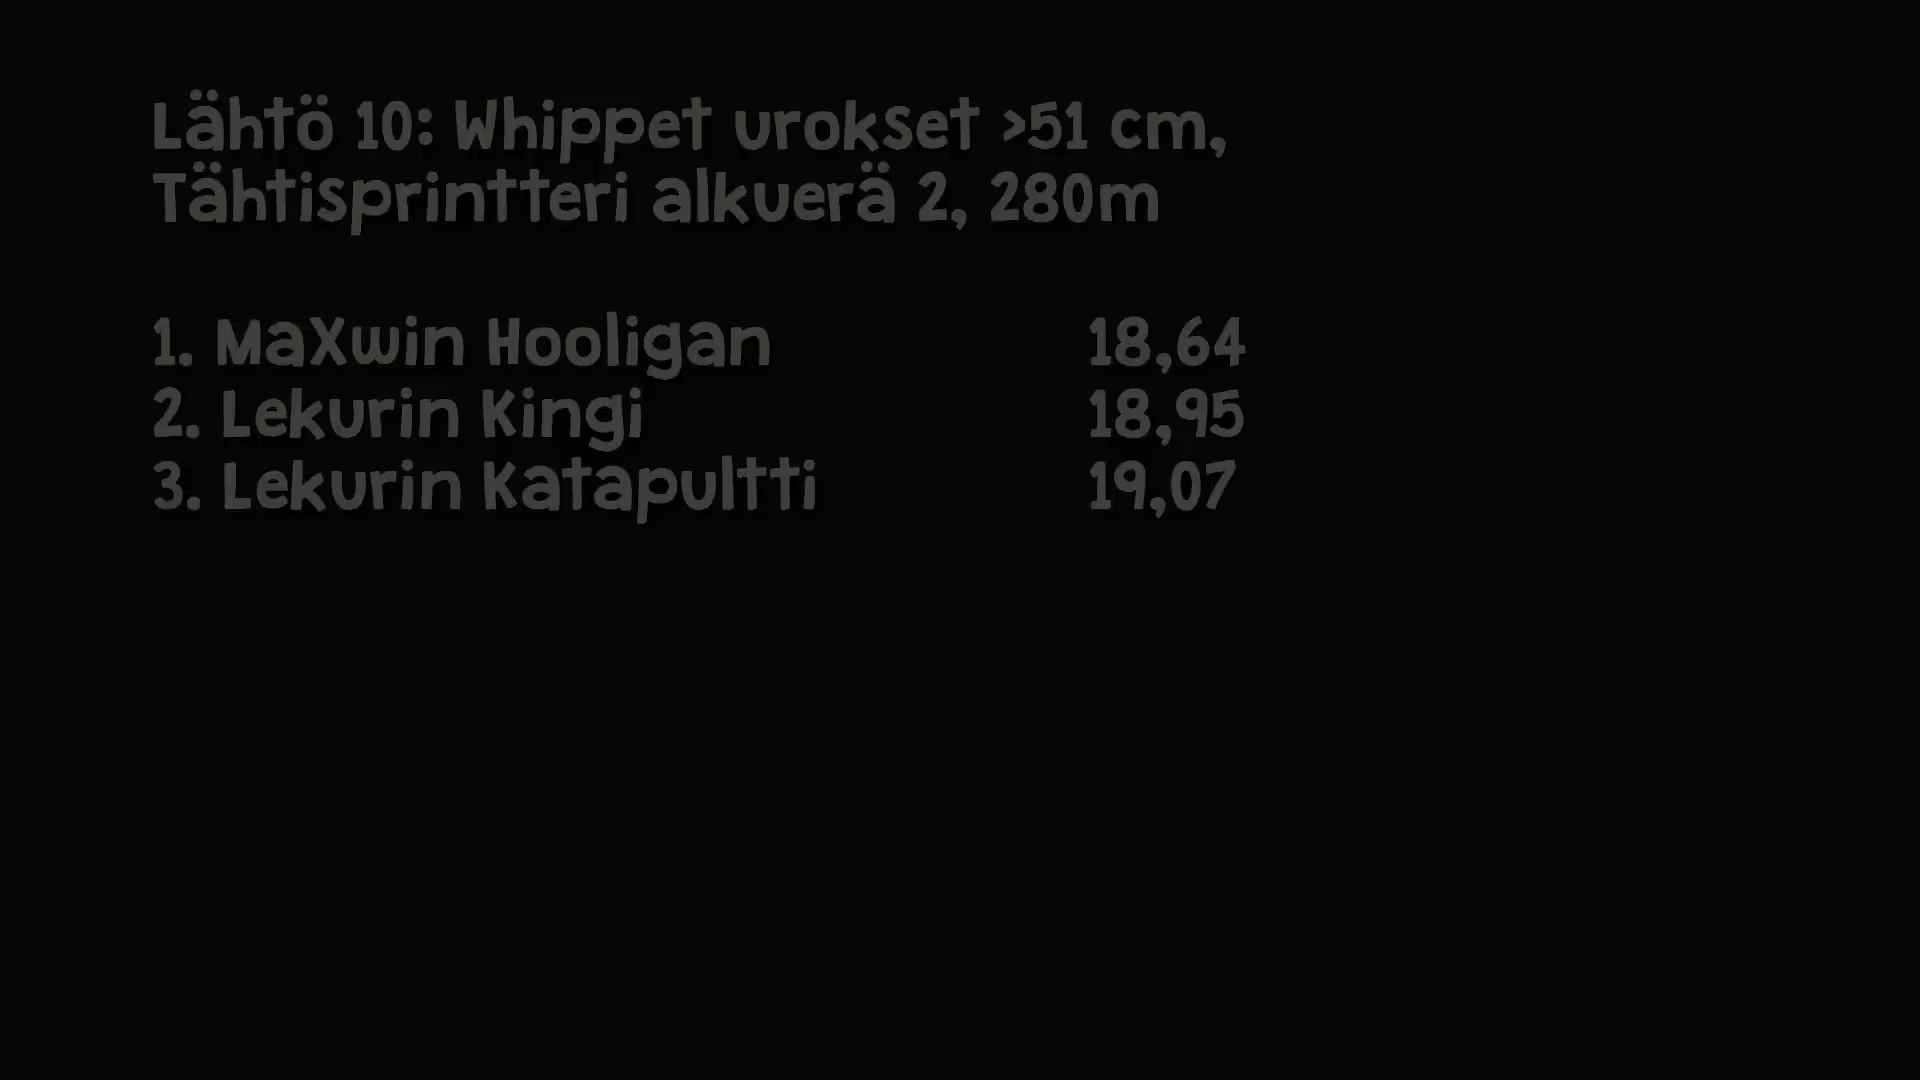 Lähtö 10: Whippet urokset >51 cm,
Tähtisprintteri alkuerä 2, 280m
1. MaXwin Hooligan 18,64
2. Lekurin Kingi 18,95
3. Lekurin Katapultti 19,07